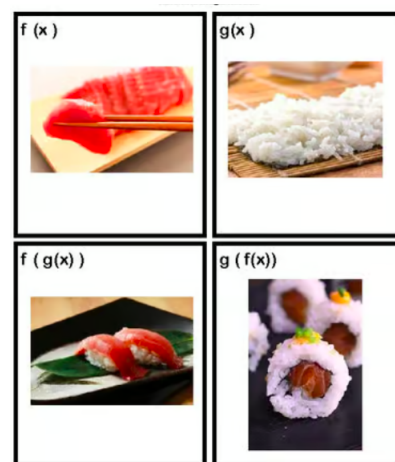 f (x )
g(x )
f ( g(x) )
g ( f(x))